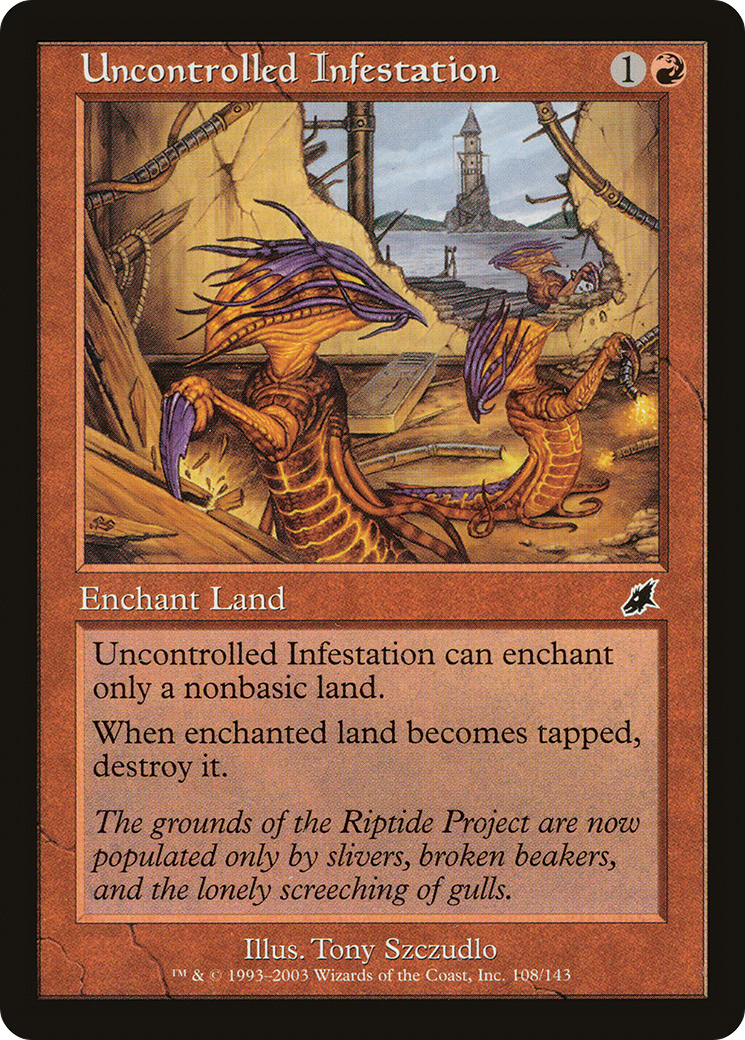 Uncontrolled Infestation 1
Enchant Land
Uncontrolled Infestation can enchant
only a nonbasic land.
When enchanted land becomes tapped,
destroy it.
The grounds of the Riptide Project are now
populated only by slivers, broken beakers,
and the lonely screeching of gulls.
Illus. Tony Szczudlo
™ & © 1993–2003 Wizards of the Coast, Inc. 108/143